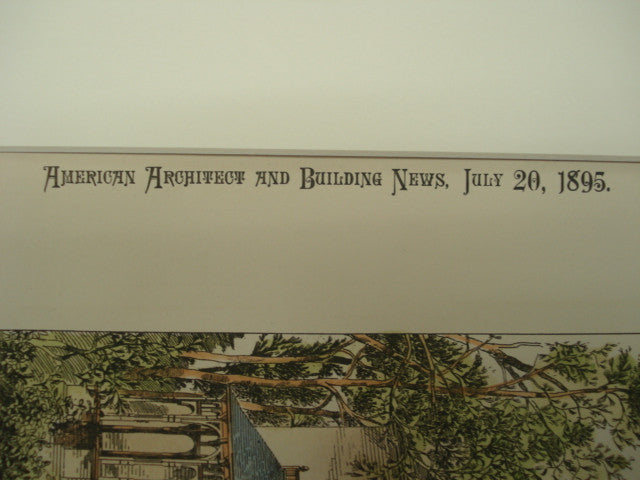 American Architect and Building News, July 20, 1895.